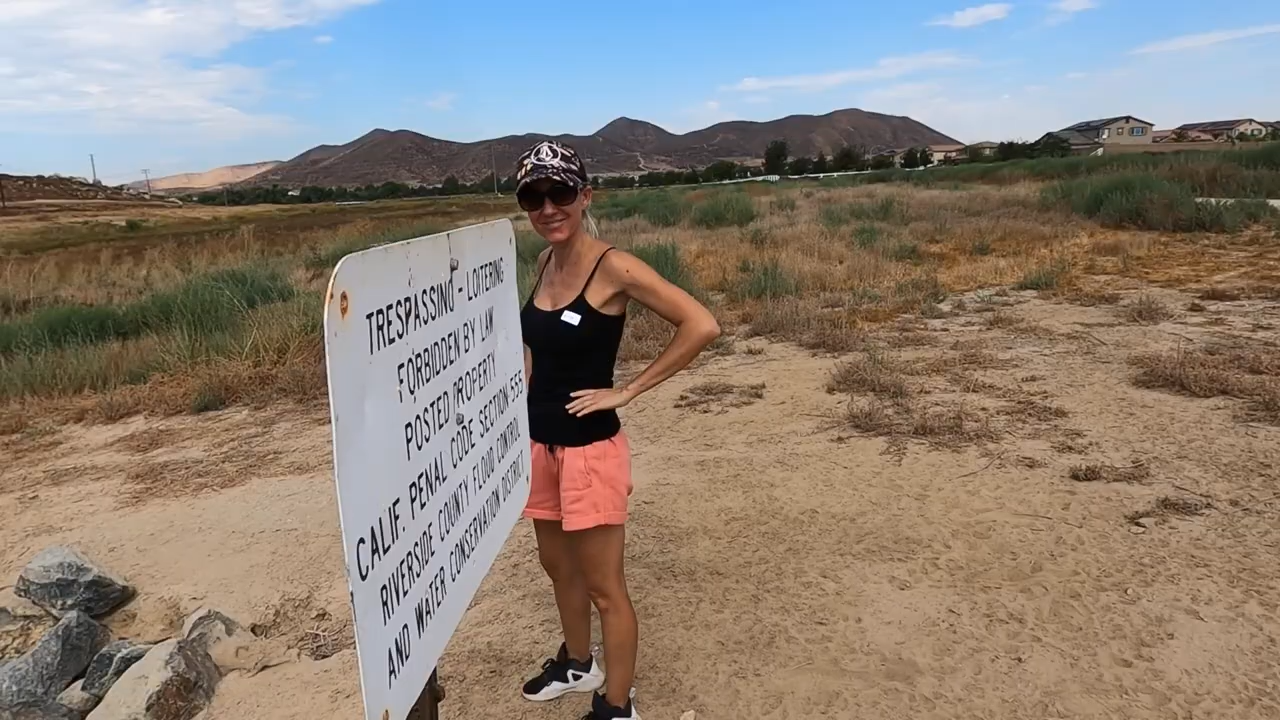 TRESPASSING - LOITERING
FORBIDDEN BY LAW
POSTED PROPERTY
CALIF. PENAL CODE SECTION 555
RIVERSIDE COUNTY FLOOD CONTROL
AND WATER CONSERVATION DISTRICT